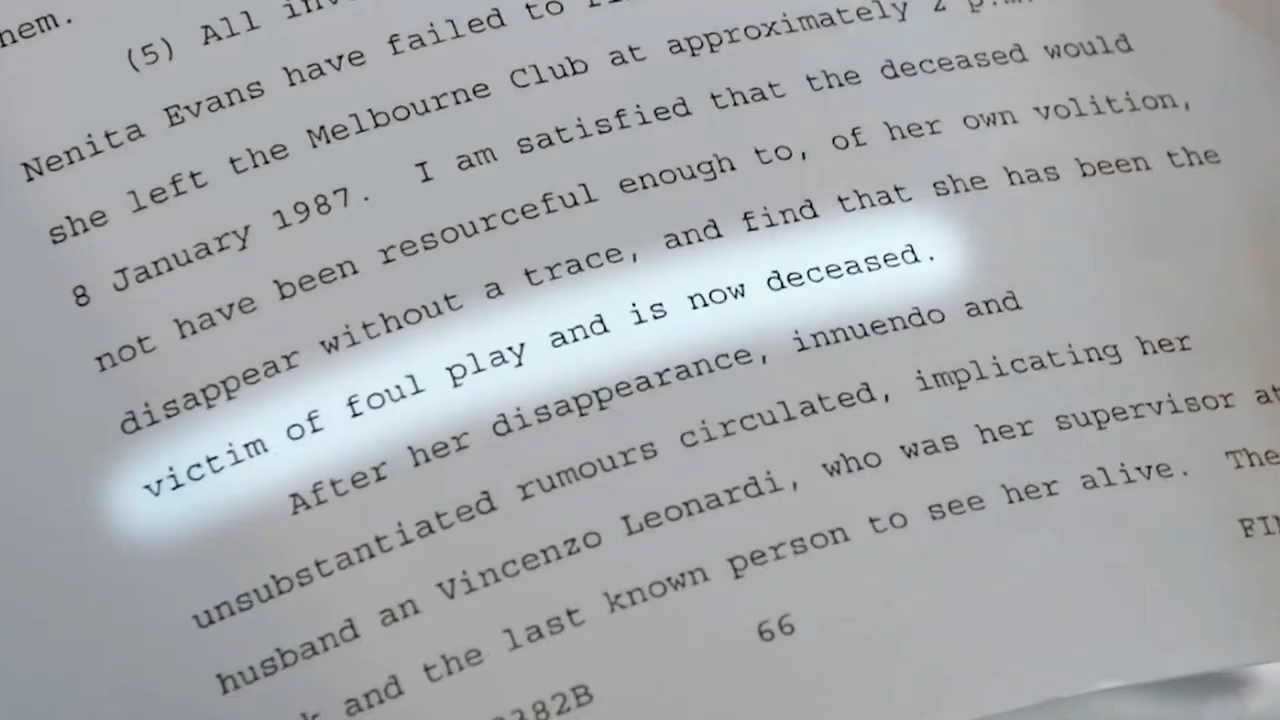 hem.
(5) All
Nenita Evans have failed to
she left the Melbourne Club at approximately 2 p.m.
8 January 1987. I am satisfied that the deceased would
not have been resourceful enough to, of her own volition,
disappear without a trace, and find that she has been the
victim of foul play and is now deceased.
After her disappearance, innuendo and
unsubstantiated rumours circulated, implicating her
husband an Vincenzo Leonardi, who was her supervisor at
and the last known person to see her alive. The
FI
66
382B